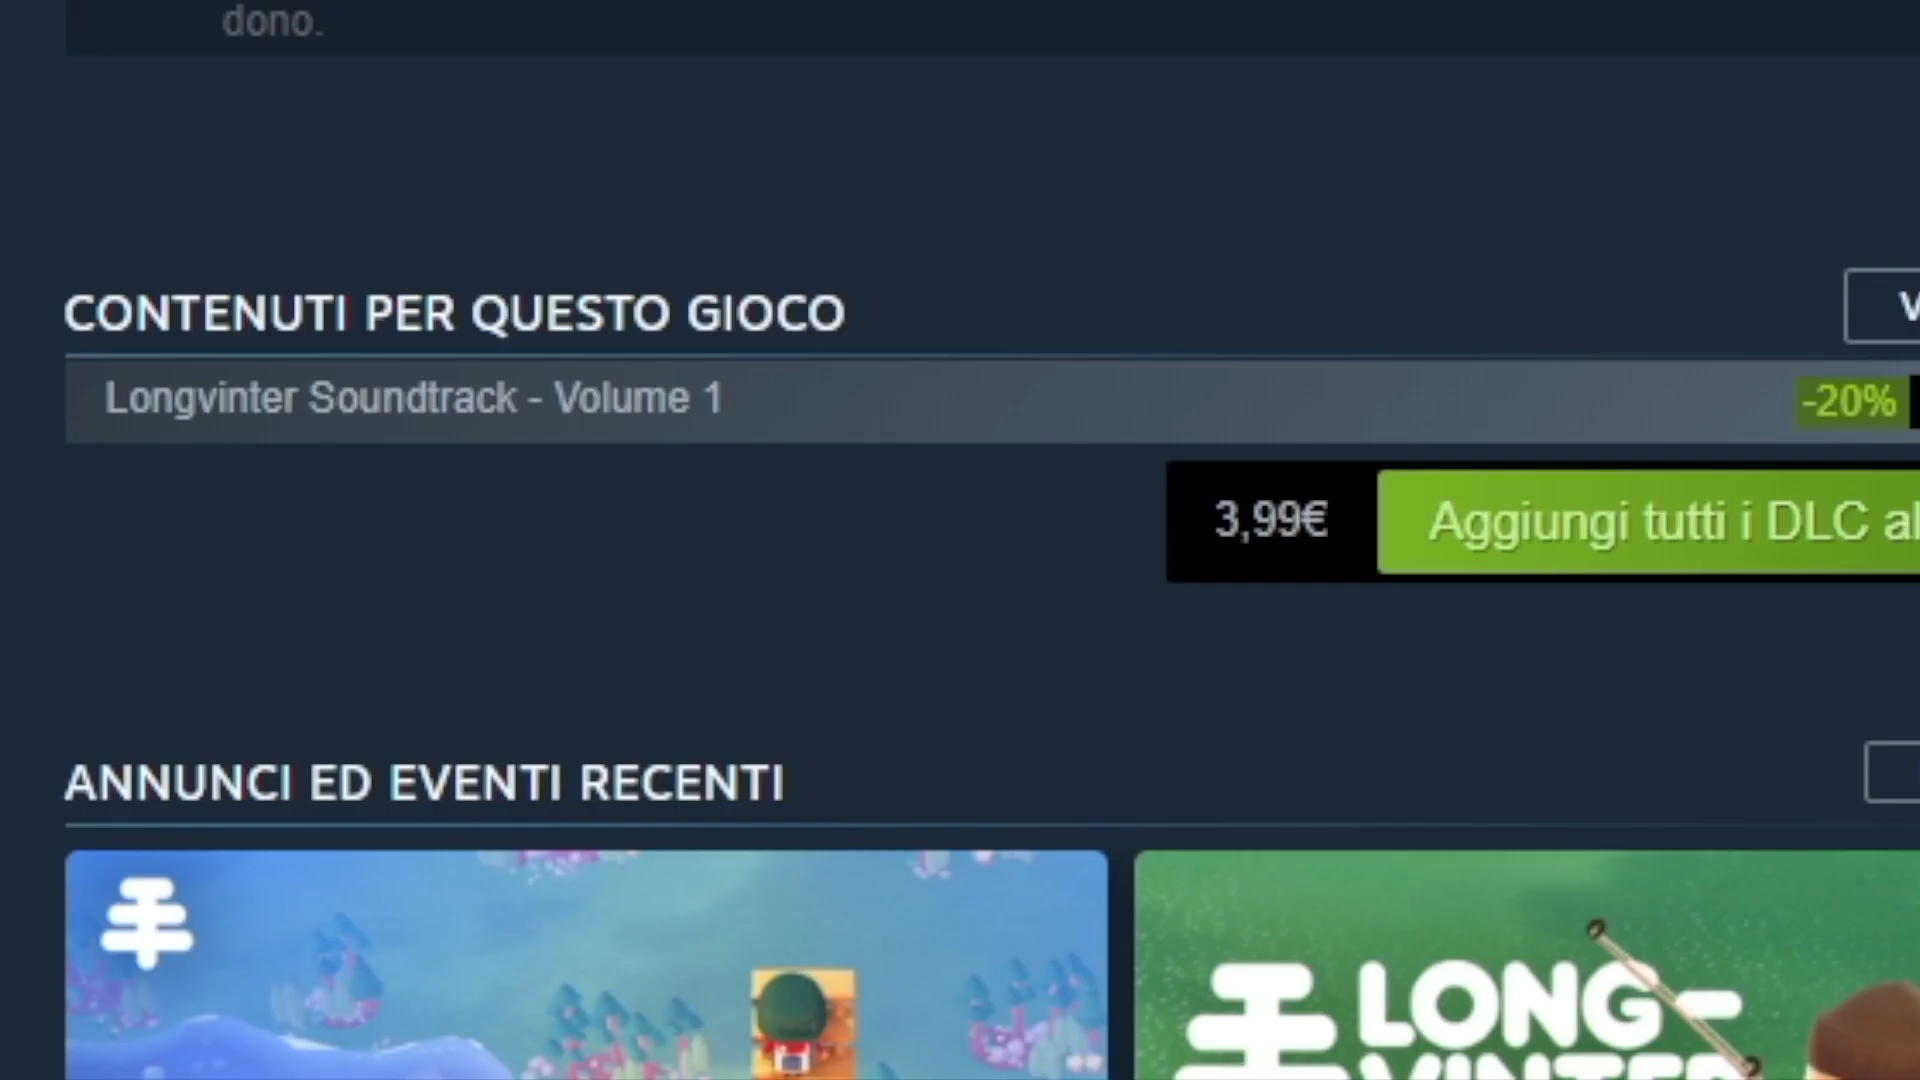 dono.
CONTENUTI PER QUESTO GIOCO
Longvinter Soundtrack - Volume 1
-20%
3,99€
Aggiungi tutti i DLC al
ANNUNCI ED EVENTI RECENTI
LONG-
VINTER